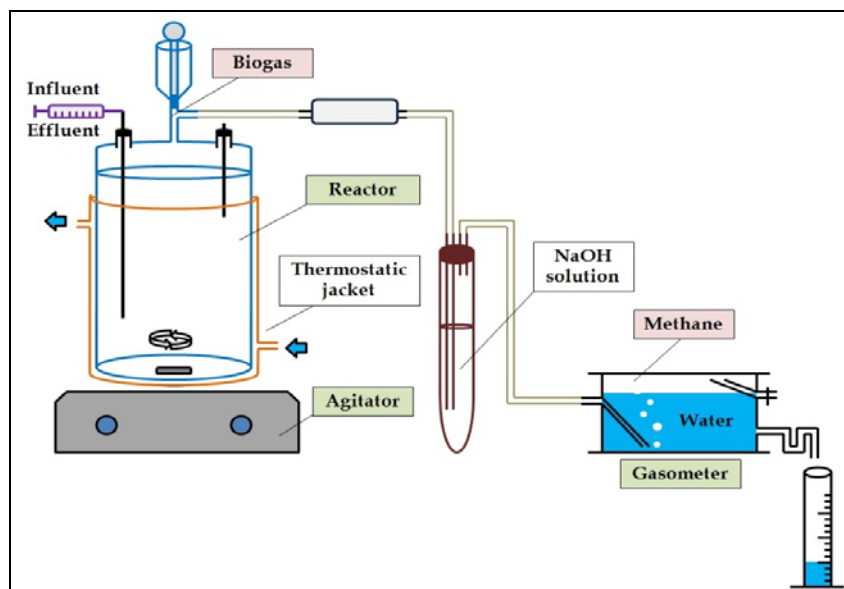 Biogas
Influent
Effluent
Reactor
Thermostatic
jacket
NaOH
solution
Methane
Agitator
Water
Gasometer